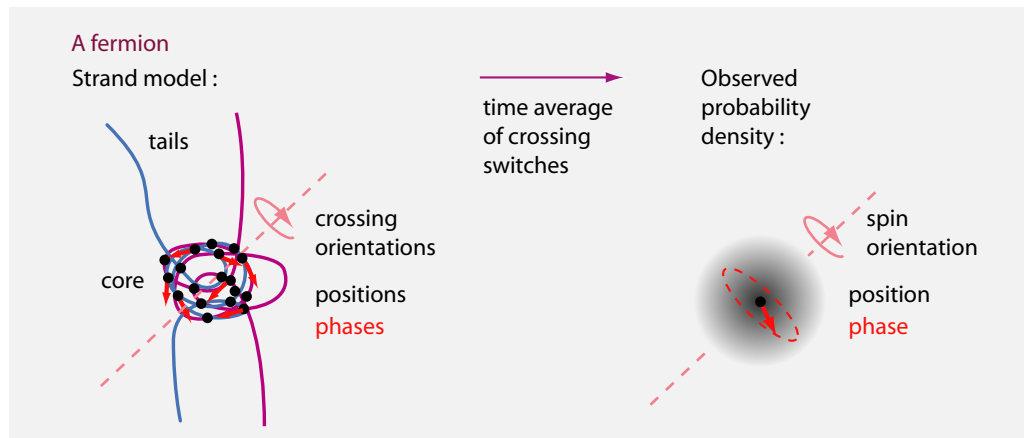 A fermion
Strand model :
tails
core
crossing
orientations
positions
phases
time average
of crossing
switches
Observed
probability
density :
spin
orientation
position
phase